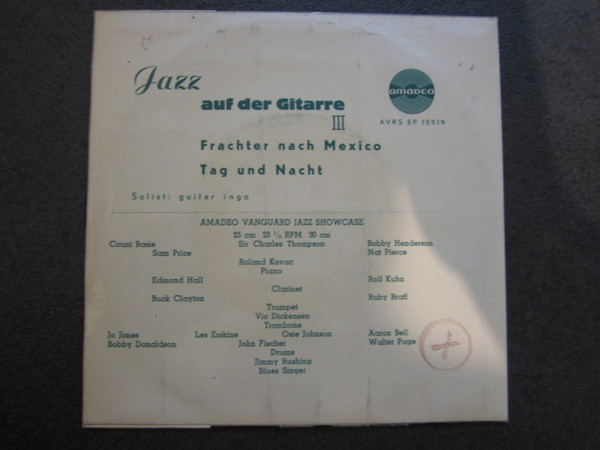 Jazz
auf der Gitarre
III
amadeo
AVRS EP 15519
Frachter nach Mexico
Tag und Nacht
Solist: guitar ingo
AMADEO VANGUARD JAZZ SHOWCASE
25 cm 33 ⅓ RPM 30 cm
Count Basie Sir Charles Thompson Bobby Henderson
Sam Price Nat Pierce
Roland Kovac
Piano
Edmond Hall Rolf Kuhn
Clarinet
Buck Clayton Ruby Braff
Trumpet
Vic Dickensen
Trombone
Jo Jones Les Erskine Osie Johnson Aaron Bell
Bobby Donaldson John Fischer Walter Page
Drums
Jimmy Rushing
Blues Singer